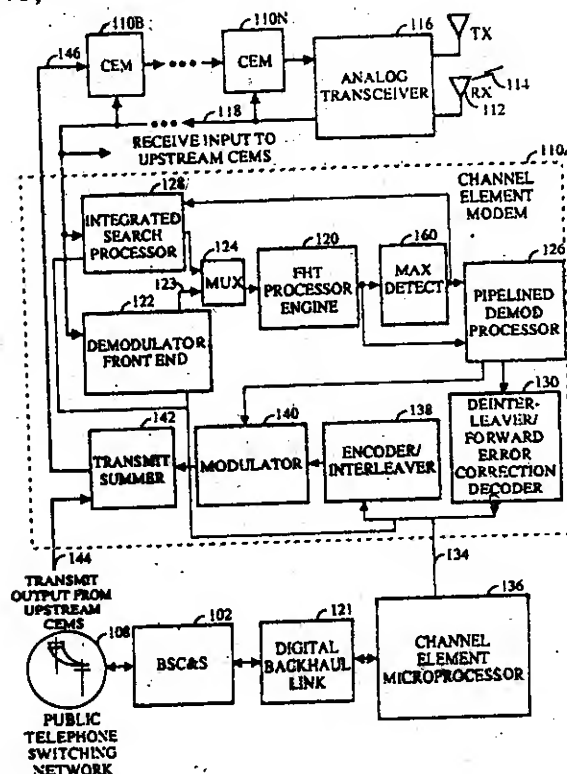 110B
110N
116
TX
146
CEM
CEM
ANALOG
TRANSCEIVER
114
RX
112
118
RECEIVE INPUT TO
UPSTREAM CEMS
110A
128
CHANNEL
ELEMENT
MODEM
INTEGRATED
SEARCH
PROCESSOR
124
120
160
126
MUX
FHT
PROCESSOR
ENGINE
MAX
DETECT
PIPELINED
DEMOD
PROCESSOR
123
122
DEMODULATOR
FRONT END
130
142
140
138
DEINTER-
LEAVER/
FORWARD
ERROR
CORRECTION
DECODER
TRANSMIT
SUMMER
MODULATOR
ENCODER/
INTERLEAVER
144
134
TRANSMIT
OUTPUT FROM
UPSTREAM
CEMS
136
108
102
121
BSC&S
DIGITAL
BACKHAUL
LINK
CHANNEL
ELEMENT
MICROPROCESSOR
PUBLIC
TELEPHONE
SWITCHING
NETWORK